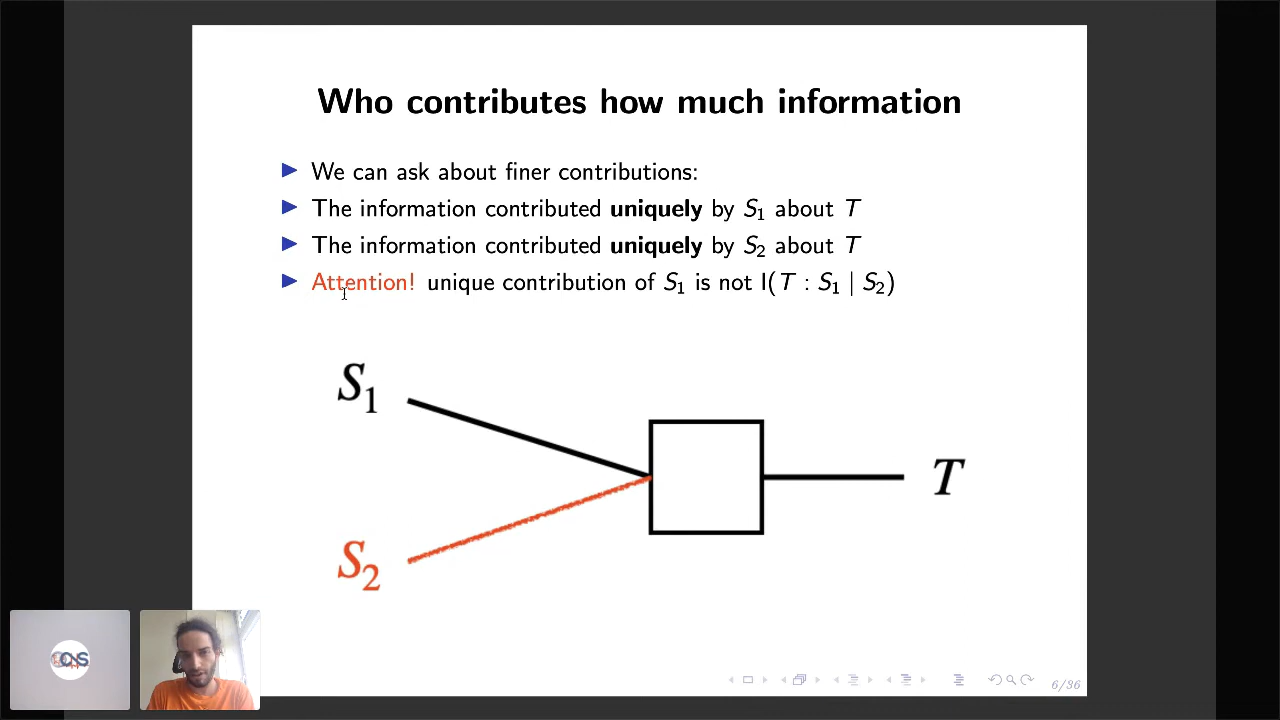 Who contributes how much information
We can ask about finer contributions:
The information contributed uniquely by S₁ about T
The information contributed uniquely by S₂ about T
Attention! unique contribution of S₁ is not I(T : S₁ | S₂)
S₁
T
S₂
6/36